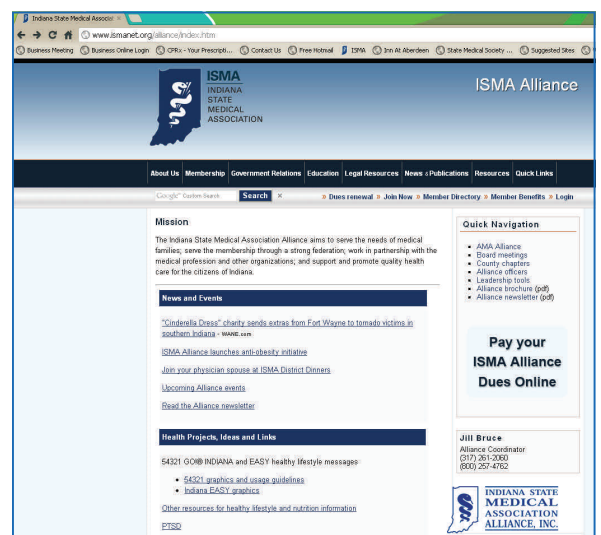 Indiana State Medical Associat
www.ismanet.org/alliance/index.htm
Business Meeting Business Online Login CPRx - Your Prescripti... Contact Us Free Hotmail ISMA Inn At Aberdeen State Medical Society ... Suggested Sites
ISMA
INDIANA
STATE
MEDICAL
ASSOCIATION
ISMA Alliance
About Us Membership Government Relations Education Legal Resources News & Publications Resources Quick Links
Google™ Custom Search Search × » Dues renewal » Join Now » Member Directory » Member Benefits » Login
Mission
The Indiana State Medical Association Alliance aims to serve the needs of medical
families; serve the membership through a strong federation; work in partnership with the
medical profession and other organizations; and support and promote quality health
care for the citizens of Indiana.
News and Events
"Cinderella Dress" charity sends extras from Fort Wayne to tornado victims in
southern Indiana - WANE.com
ISMA Alliance launches anti-obesity initiative
Join your physician spouse at ISMA District Dinners
Upcoming Alliance events
Read the Alliance newsletter
Health Projects, Ideas and Links
54321 GO!® INDIANA and EASY healthy lifestyle messages
54321 graphics and usage guidelines
Indiana EASY graphics
Other resources for healthy lifestyle and nutrition information
PTSD
Quick Navigation
AMA Alliance
Board meetings
County chapters
Alliance officers
Leadership tools
Alliance brochure (pdf)
Alliance newsletter (pdf)
Pay your
ISMA Alliance
Dues Online
Jill Bruce
Alliance Coordinator
(317) 261-2060
(800) 257-4762
INDIANA STATE
MEDICAL
ASSOCIATION
ALLIANCE, INC.